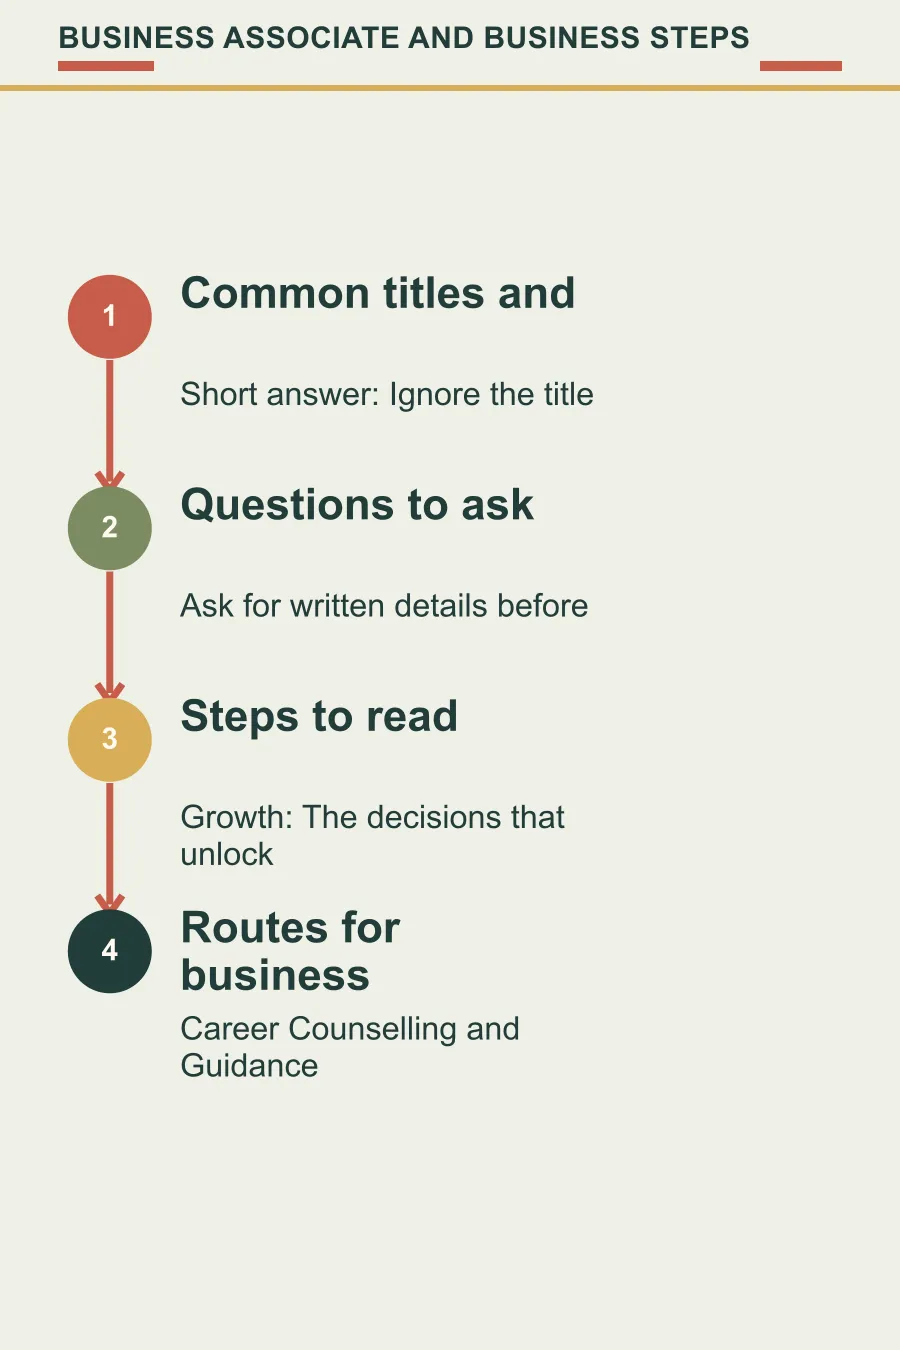 BUSINESS ASSOCIATE AND BUSINESS STEPS
1
Common titles and
Short answer: Ignore the title
2
Questions to ask
Ask for written details before
3
Steps to read
Growth: The decisions that
unlock
4
Routes for
business
Career Counselling and
Guidance